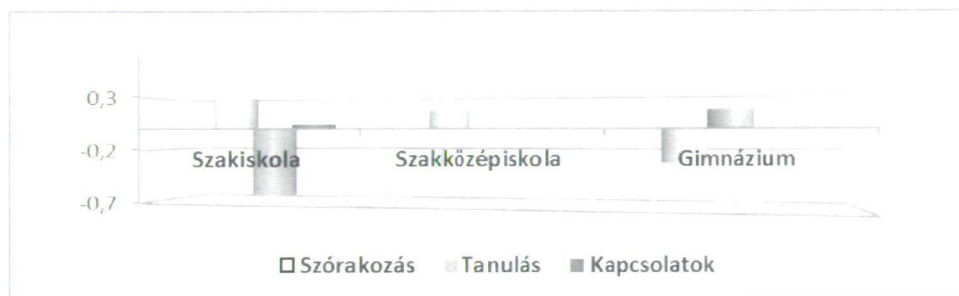 0,3
-0,2
-0,7
Szakiskola Szakközépiskola Gimnázium
Szórakozás Tanulás Kapcsolatok